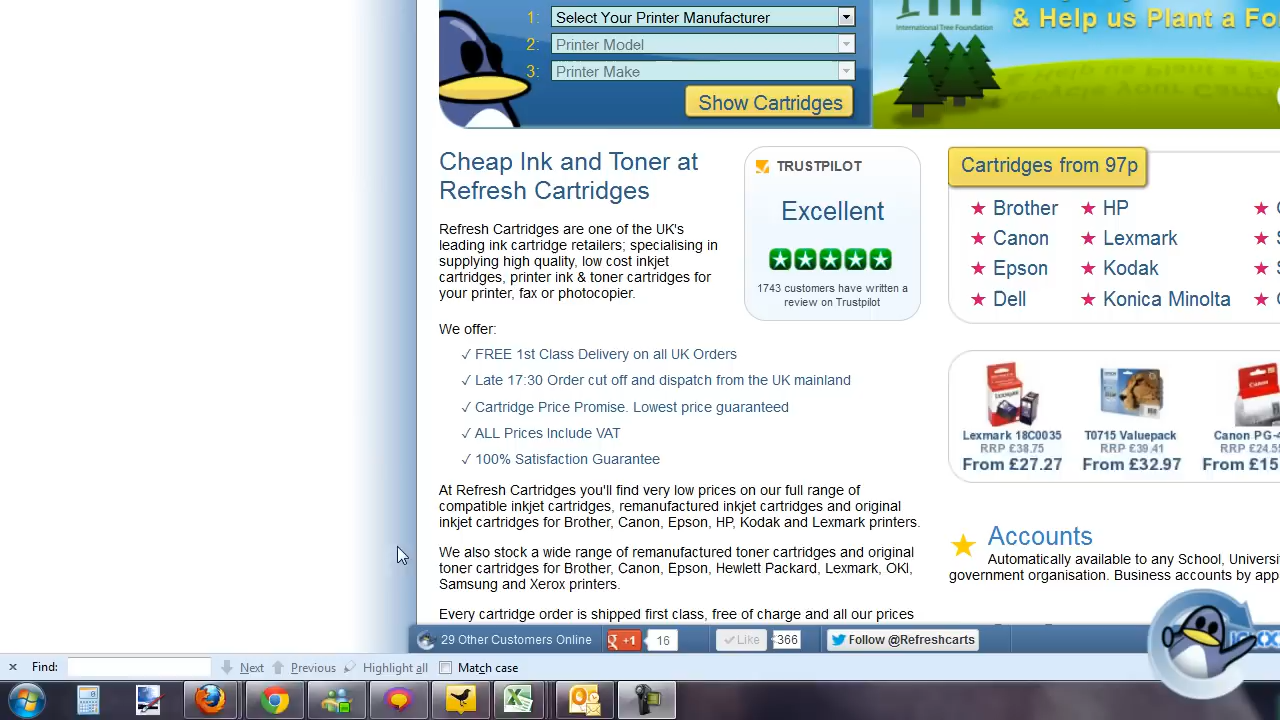 1: Select Your Printer Manufacturer
2: Printer Model
3: Printer Make
Show Cartridges
International Tree Foundation
& Help us Plant a Fo
Cheap Ink and Toner at
Refresh Cartridges
Refresh Cartridges are one of the UK's
leading ink cartridge retailers; specialising in
supplying high quality, low cost inkjet
cartridges, printer ink & toner cartridges for
your printer, fax or photocopier.
TRUSTPILOT
Excellent
1743 customers have written a
review on Trustpilot
We offer:
✓ FREE 1st Class Delivery on all UK Orders
✓ Late 17:30 Order cut off and dispatch from the UK mainland
✓ Cartridge Price Promise. Lowest price guaranteed
✓ ALL Prices Include VAT
✓ 100% Satisfaction Guarantee
At Refresh Cartridges you'll find very low prices on our full range of
compatible inkjet cartridges, remanufactured inkjet cartridges and original
inkjet cartridges for Brother, Canon, Epson, HP, Kodak and Lexmark printers.
We also stock a wide range of remanufactured toner cartridges and original
toner cartridges for Brother, Canon, Epson, Hewlett Packard, Lexmark, OKI,
Samsung and Xerox printers.
Every cartridge order is shipped first class, free of charge and all our prices
Cartridges from 97p
★ Brother ★ HP
★ Canon ★ Lexmark
★ Epson ★ Kodak
★ Dell ★ Konica Minolta
Lexmark 18C0035
RRP £38.75
From £27.27
T0715 Valuepack
RRP £39.41
From £32.97
Canon PG-4
RRP £24.5
From £15
Canon
Accounts
Automatically available to any School, Universi
government organisation. Business accounts by app
29 Other Customers Online
+1 16
Like 366
Follow @Refreshcarts
Find: Next Previous Highlight all Match case